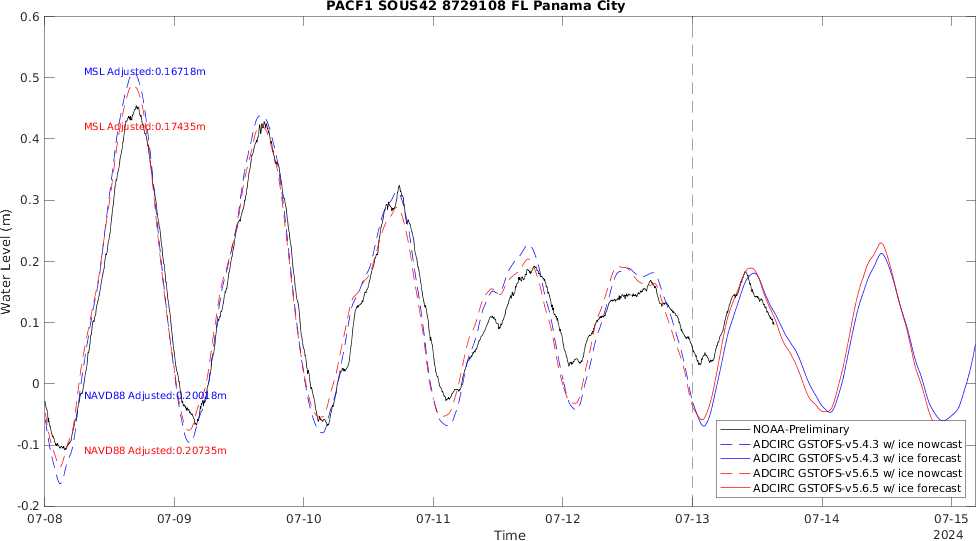 PACF1 SOUS42 8729108 FL Panama City
0.6
0.5
0.4
0.3
0.2
0.1
0
-0.1
-0.2
Water Level (m)
MSL Adjusted:0.16718m
MSL Adjusted:0.17435m
NAVD88 Adjusted:0.20018m
NAVD88 Adjusted:0.20735m
NOAA-Preliminary
ADCIRC GSTOFS-v5.4.3 w/ ice nowcast
ADCIRC GSTOFS-v5.4.3 w/ ice forecast
ADCIRC GSTOFS-v5.6.5 w/ ice nowcast
ADCIRC GSTOFS-v5.6.5 w/ ice forecast
07-08 07-09 07-10 07-11 07-12 07-13 07-14 07-15
Time
2024